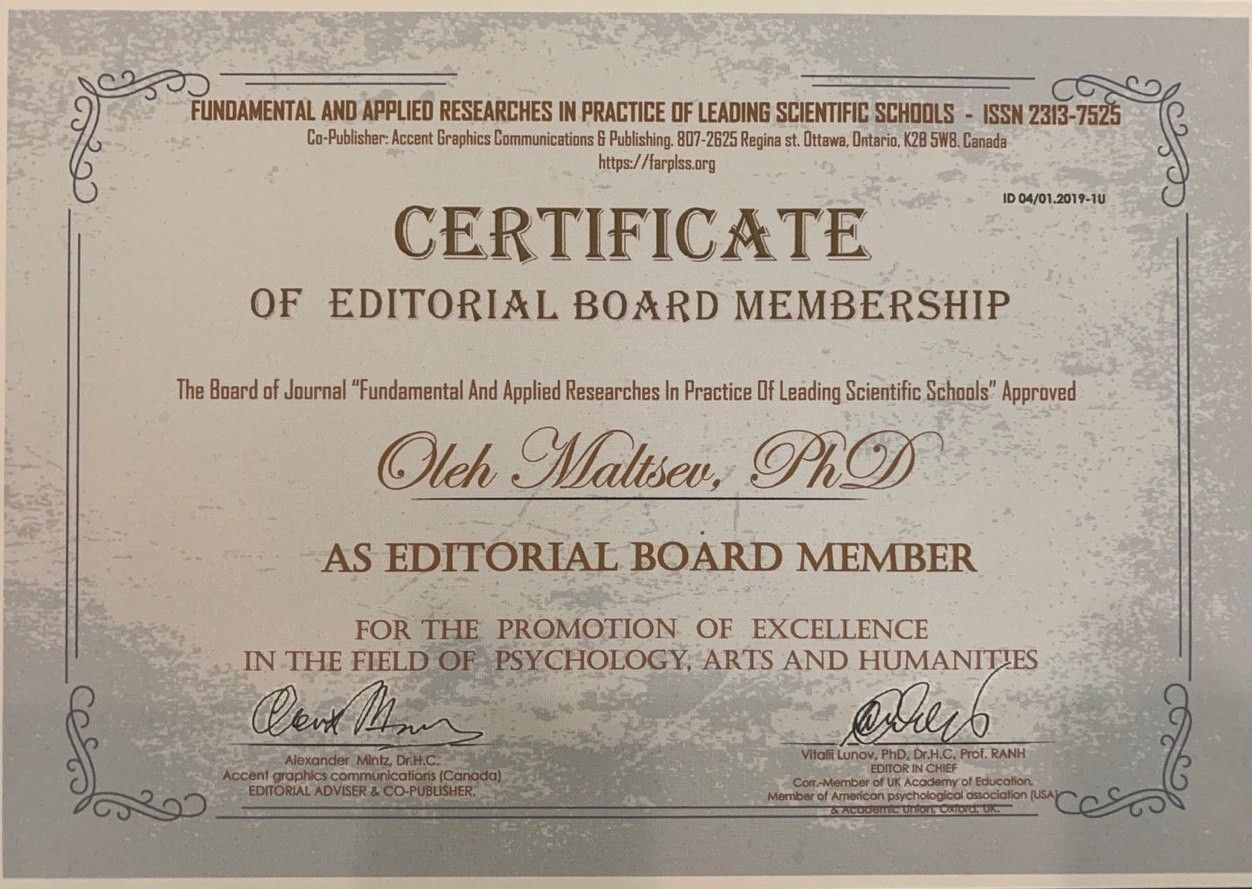 FUNDAMENTAL AND APPLIED RESEARCHES IN PRACTICE OF LEADING SCIENTIFIC SCHOOLS - ISSN 2313-7525
Co-Publisher: Accent Graphics Communications & Publishing. 807-2625 Regina st. Ottawa, Ontario, K2B 5W8. Canada
https://farplss.org
ID 04/01.2019-1U
CERTIFICATE
OF EDITORIAL BOARD MEMBERSHIP
The Board of Journal "Fundamental And Applied Researches In Practice Of Leading Scientific Schools" Approved
Oleh Maltsev, PhD
AS EDITORIAL BOARD MEMBER
FOR THE PROMOTION OF EXCELLENCE
IN THE FIELD OF PSYCHOLOGY, ARTS AND HUMANITIES
Alexander Mintz, Dr.H.C.
Accent graphics communications (Canada)
EDITORIAL ADVISER & CO-PUBLISHER.
Vitalii Lunov, PhD, Dr.H.C, Prof. RANH
EDITOR IN CHIEF
Corr.-Member of UK Academy of Education,
Member of American psychological association (USA)
& Academic Union, Oxford, UK.